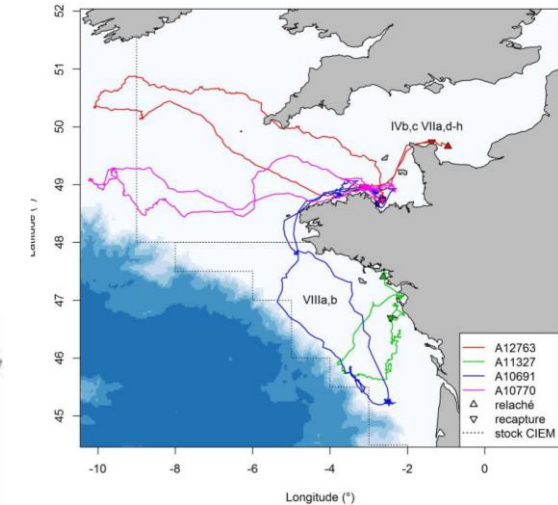 52
51
50
49
48
47
46
45
IVb,c VIIa,d-h
VIIIa,b
A12763
A11327
A10691
A10770
relaché
recapture
stock CIEM
-10 -8 -6 -4 -2 0
Longitude (°)